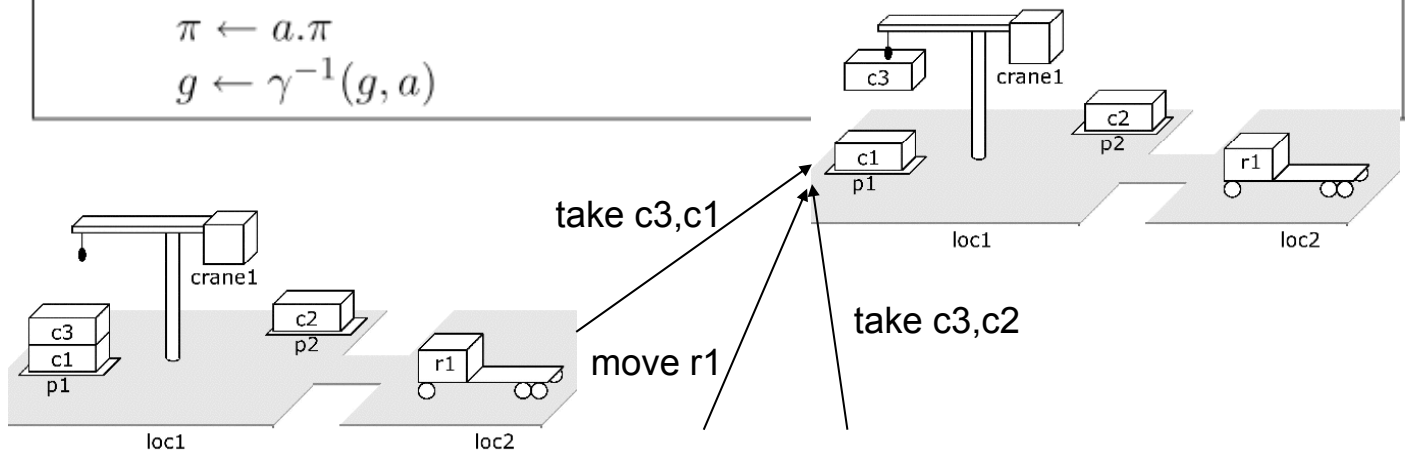 π ← a.π
g ← γ⁻¹(g, a)
c3
crane1
c1
p1
c2
p2
r1
loc1
loc2
take c3,c1
take c3,c2
move r1
crane1
c3
c1
p1
c2
p2
r1
loc1
loc2